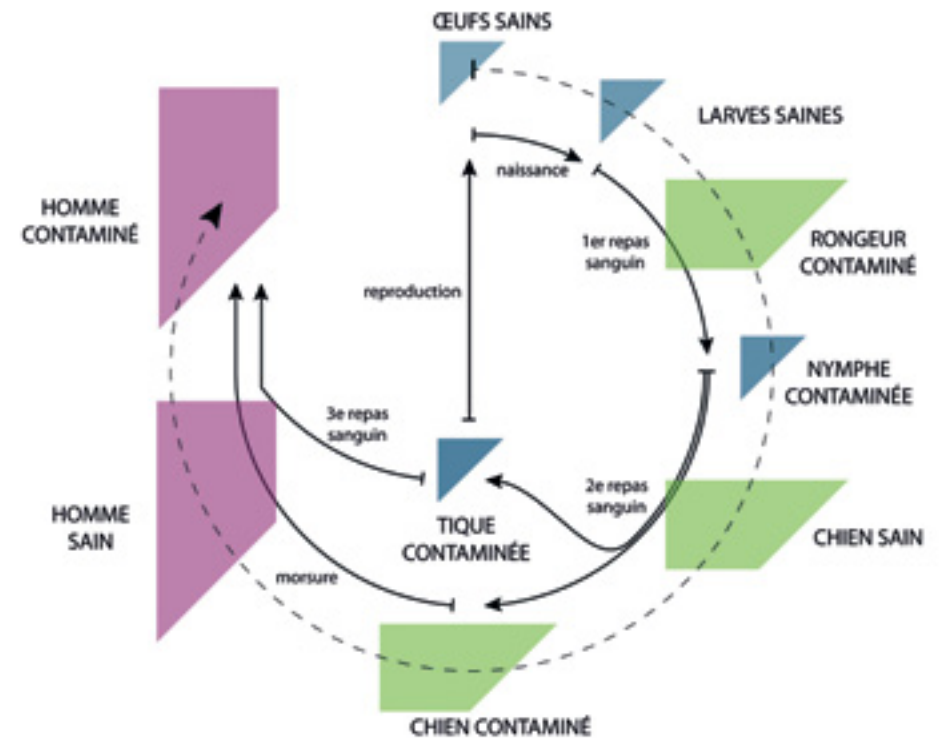 ŒUFS SAINS
LARVES SAINES
naissance
HOMME
CONTAMINÉ
1er repas
sanguin
RONGEUR
CONTAMINÉ
reproduction
NYMPHE
CONTAMINÉE
3e repas
sanguin
2e repas
sanguin
HOMME
SAIN
TIQUE
CONTAMINÉE
CHIEN SAIN
morsure
CHIEN CONTAMINÉ